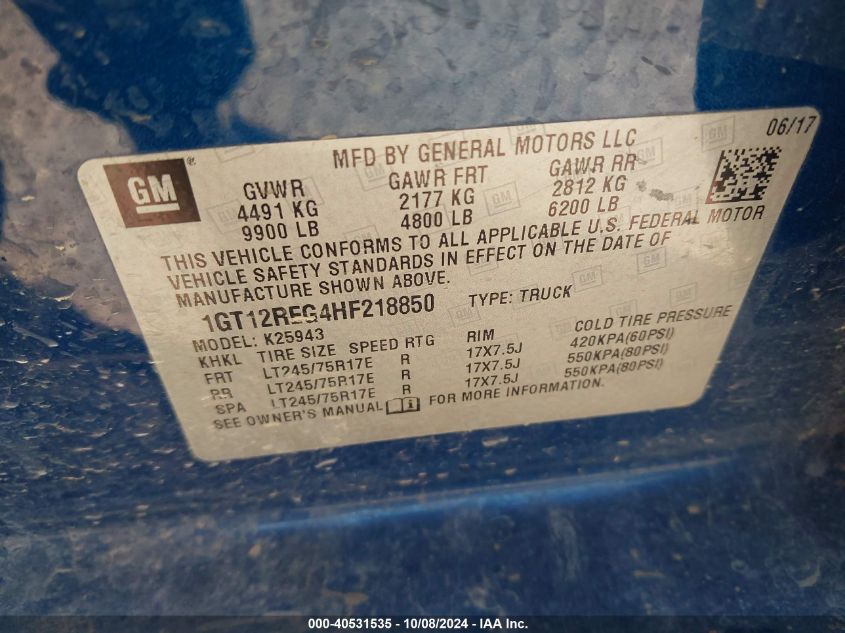 06/17
GM®
MFD BY GENERAL MOTORS LLC
GVWR GAWR FRT GAWR RR
4491 KG 2177 KG 2812 KG
9900 LB 4800 LB 6200 LB
THIS VEHICLE CONFORMS TO ALL APPLICABLE U.S. FEDERAL MOTOR
VEHICLE SAFETY STANDARDS IN EFFECT ON THE DATE OF
MANUFACTURE SHOWN ABOVE.
1GT12REG4HF218850 TYPE: TRUCK
MODEL: K25943
KHKL TIRE SIZE SPEED RTG RIM COLD TIRE PRESSURE
FRT LT245/75R17E R 17X7.5J 420KPA(60PSI)
RR LT245/75R17E R 17X7.5J 550KPA(80PSI)
SPA LT245/75R17E R 17X7.5J 550KPA(80PSI)
SEE OWNER'S MANUAL FOR MORE INFORMATION.
000-40531535 - 10/08/2024 - IAA Inc.